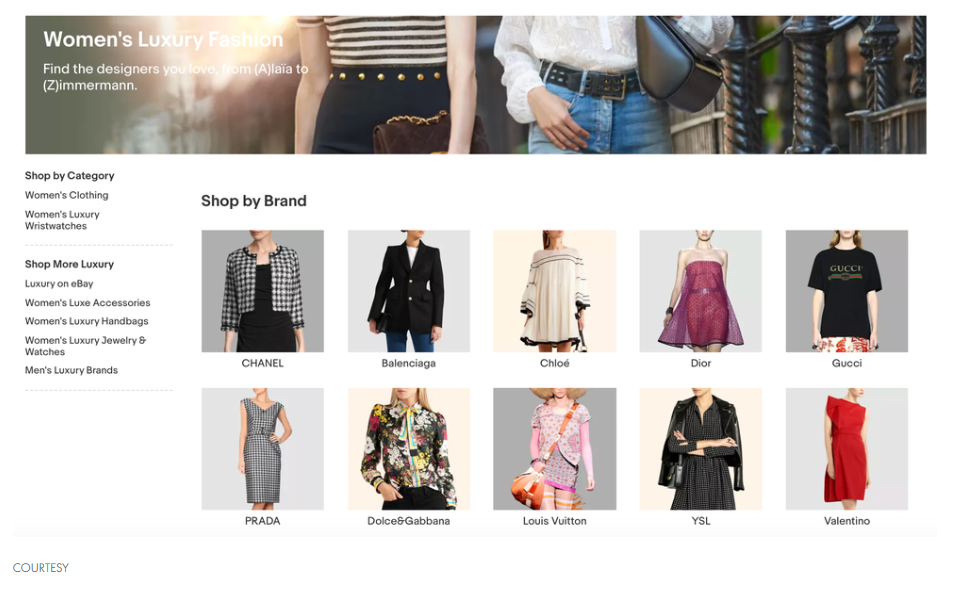 Women's Luxury Fashion
Find the designers you love, from (A)laïa to
(Z)immermann.
Shop by Category
Women's Clothing
Women's Luxury
Wristwatches
Shop More Luxury
Luxury on eBay
Women's Luxe Accessories
Women's Luxury Handbags
Women's Luxury Jewelry &
Watches
Men's Luxury Brands
Shop by Brand
GUCCI
CHANEL
Balenciaga
Chloé
Dior
Gucci
PRADA
Dolce&Gabbana
Louis Vuitton
YSL
Valentino
COURTESY